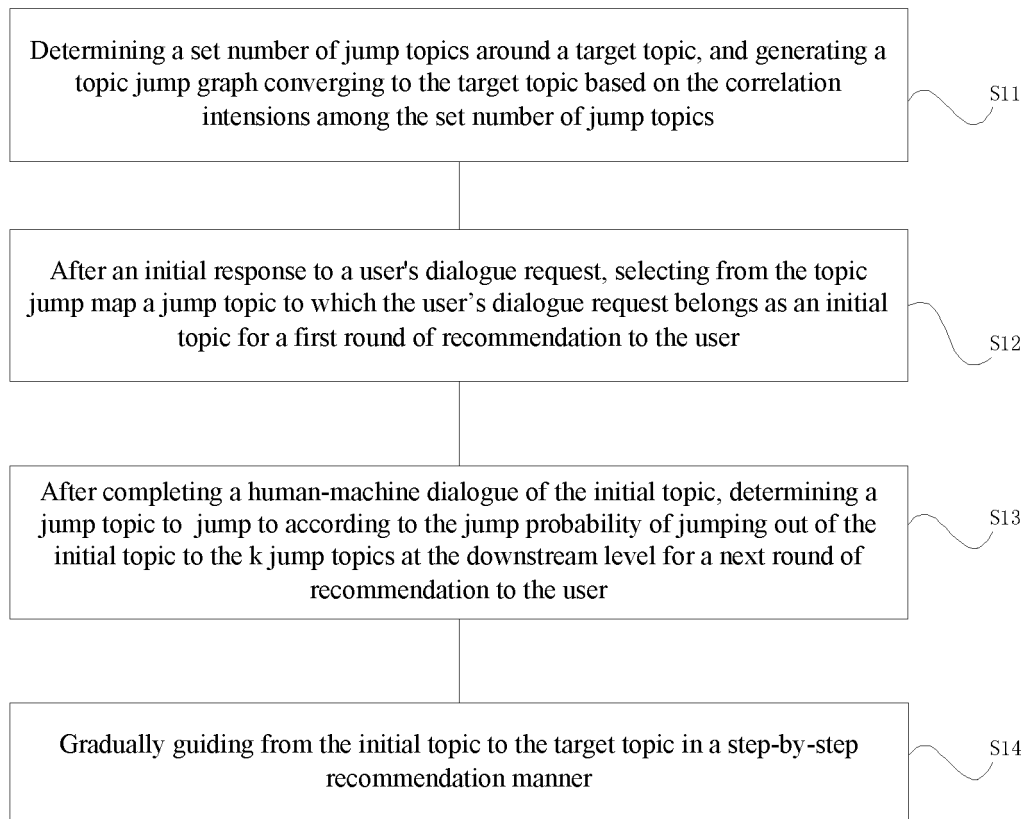 Determining a set number of jump topics around a target topic, and generating a
topic jump graph converging to the target topic based on the correlation
intensions among the set number of jump topics
S11
After an initial response to a user's dialogue request, selecting from the topic
jump map a jump topic to which the user’s dialogue request belongs as an initial
topic for a first round of recommendation to the user
S12
After completing a human-machine dialogue of the initial topic, determining a
jump topic to jump to according to the jump probability of jumping out of the
initial topic to the k jump topics at the downstream level for a next round of
recommendation to the user
S13
Gradually guiding from the initial topic to the target topic in a step-by-step
recommendation manner
S14